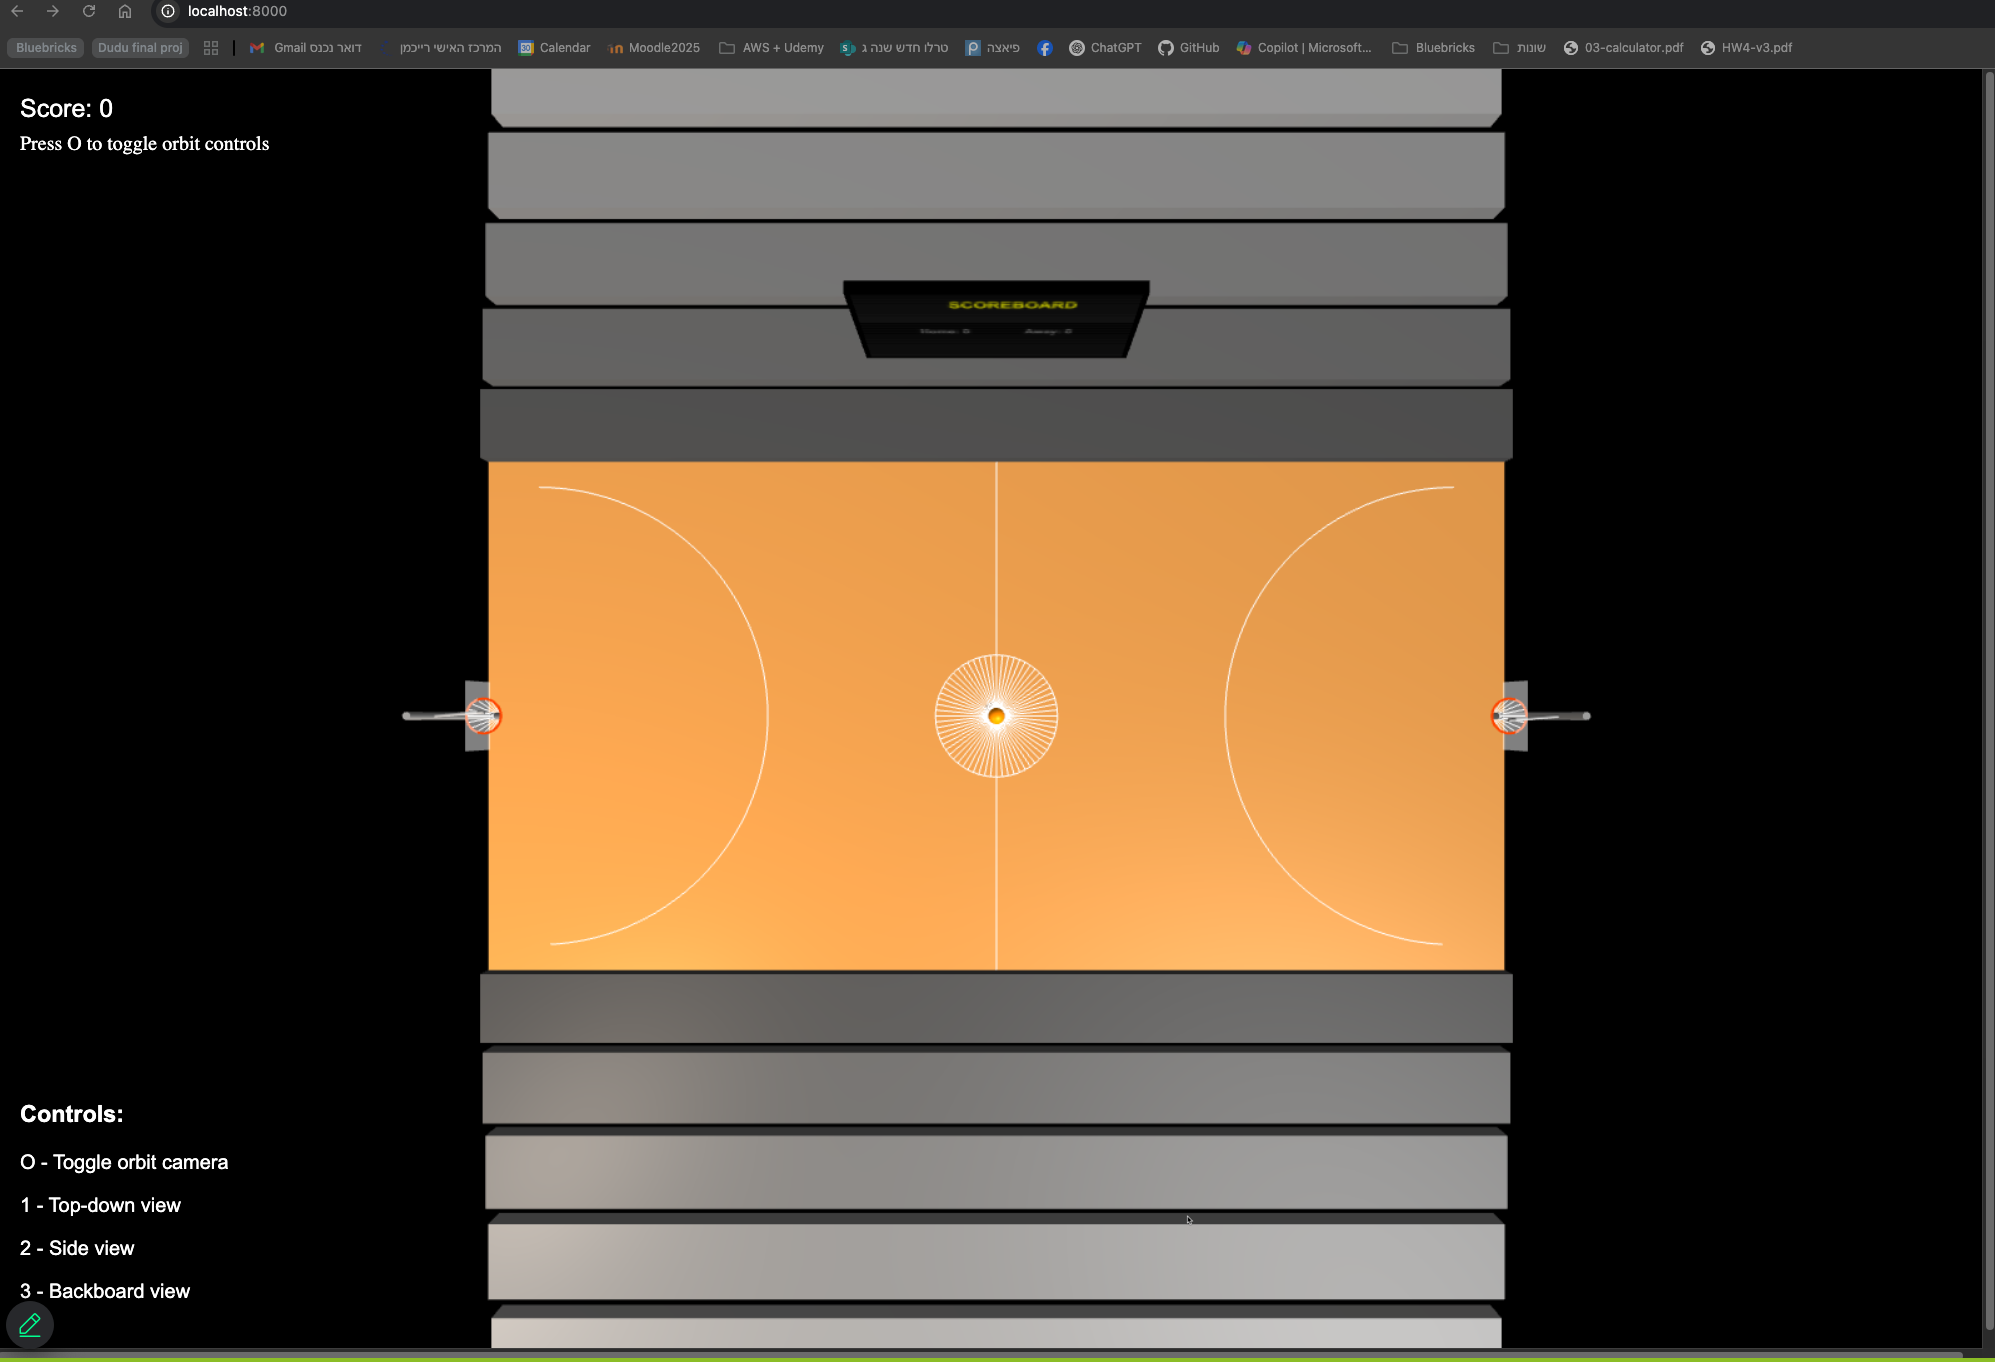 localhost:8000
Bluebricks
Dudu final proj
Gmail דואר נכנס
המרכז האישי רייכמן
Calendar
Moodle2025
AWS + Udemy
טרלו חדש שנה ג
פיאצה
ChatGPT
GitHub
Copilot | Microsoft...
Bluebricks
שונות
03-calculator.pdf
HW4-v3.pdf
Score: 0
Press O to toggle orbit controls
SCOREBOARD
Home: 0 Away: 0
Controls:
O - Toggle orbit camera
1 - Top-down view
2 - Side view
3 - Backboard view